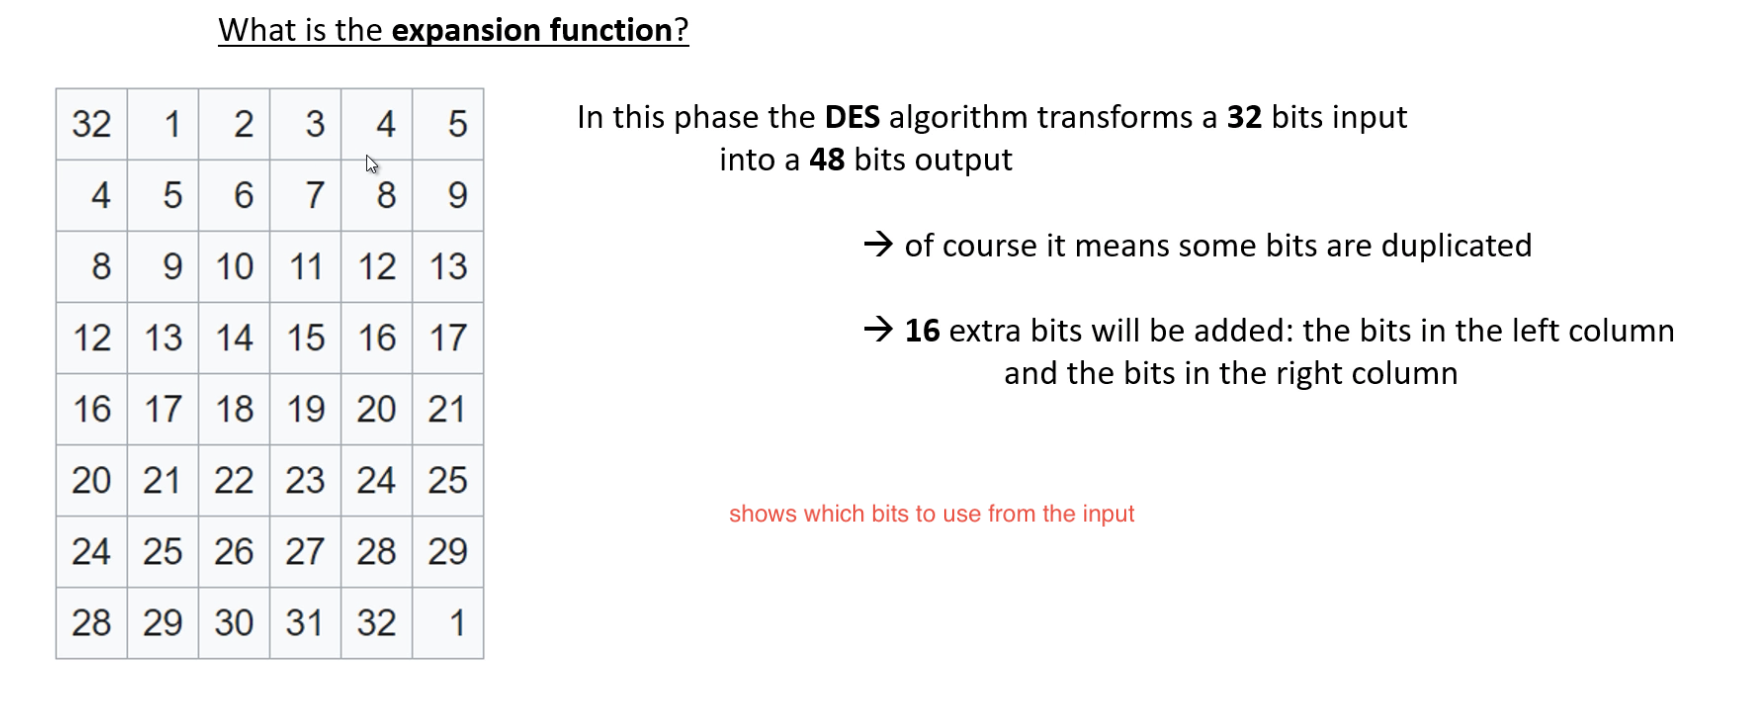 What is the expansion function?
32 1 2 3 4 5
4 5 6 7 8 9
8 9 10 11 12 13
12 13 14 15 16 17
16 17 18 19 20 21
20 21 22 23 24 25
24 25 26 27 28 29
28 29 30 31 32 1
In this phase the DES algorithm transforms a 32 bits input
into a 48 bits output
→ of course it means some bits are duplicated
→ 16 extra bits will be added: the bits in the left column
and the bits in the right column
shows which bits to use from the input